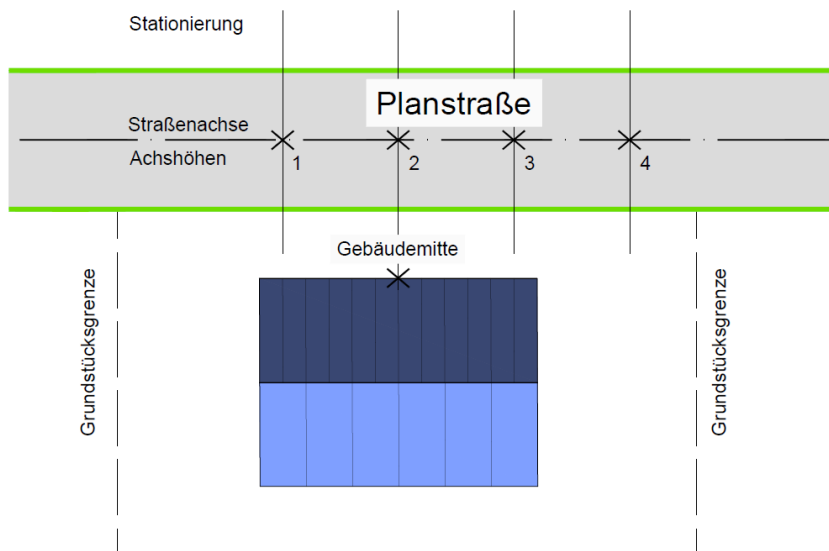 Stationierung
Planstraße
Straßenachse
Achshöhen
1
2
3
4
Gebäudemitte
Grundstücksgrenze
Grundstücksgrenze